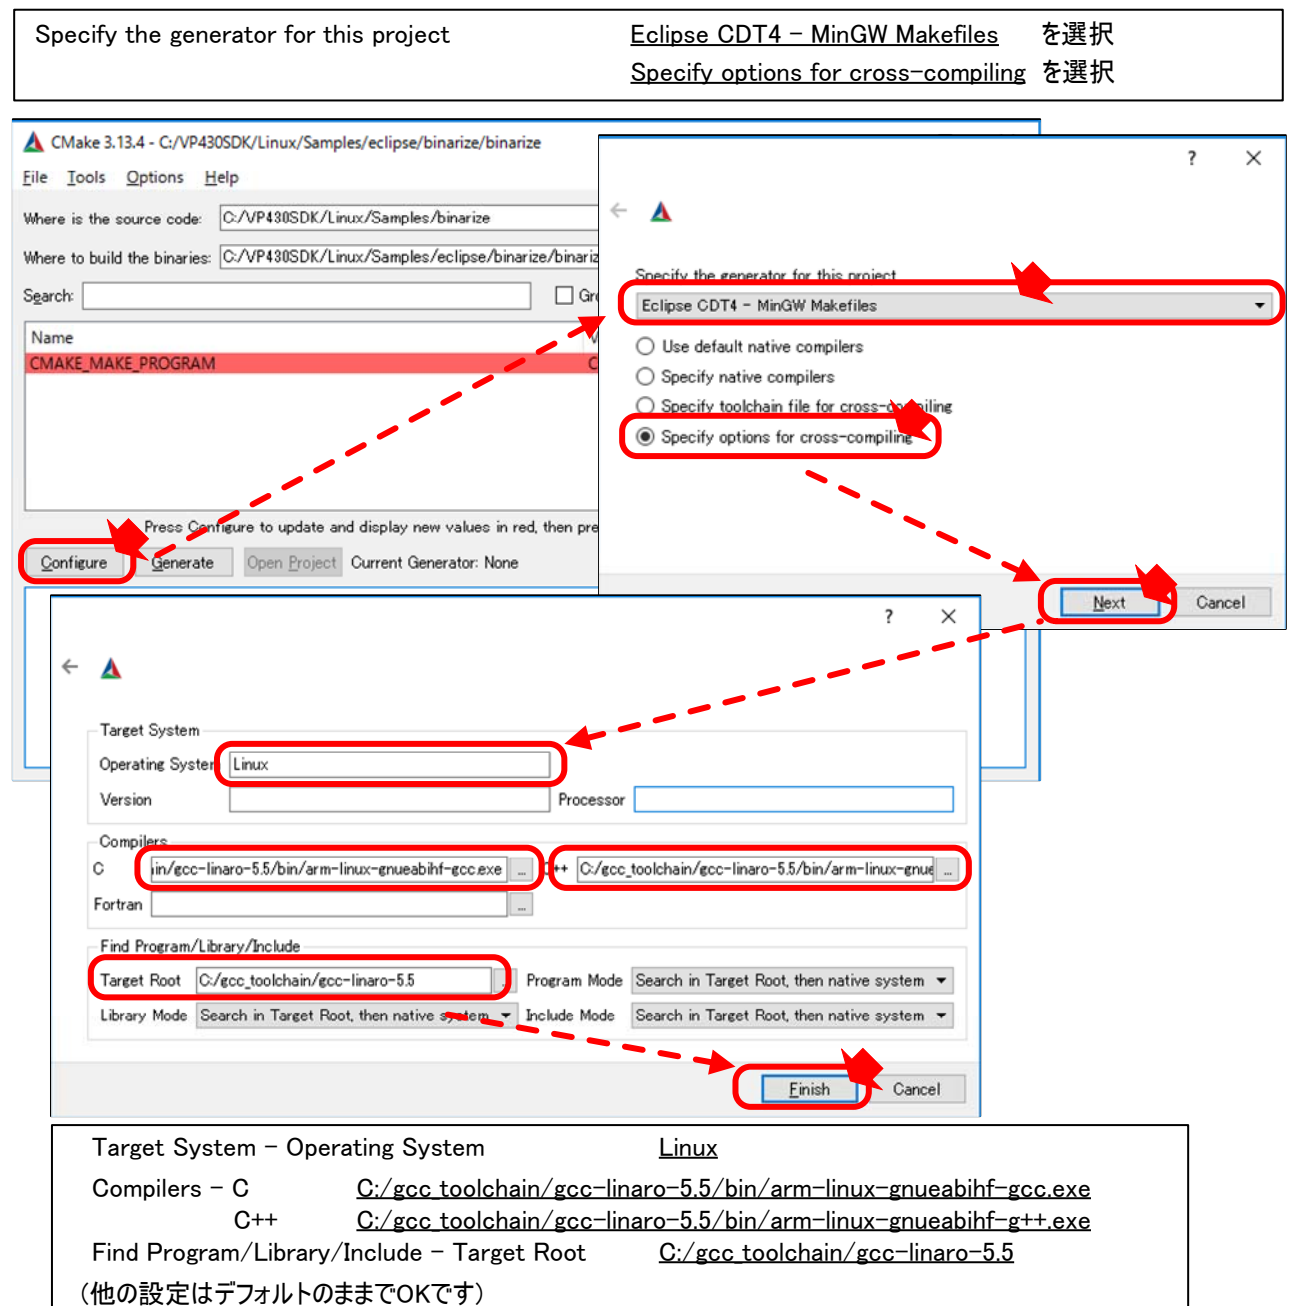 Specify the generator for this project Eclipse CDT4 - MinGW Makefiles を選択
Specify options for cross-compiling を選択
CMake 3.13.4 - C:/VP430SDK/Linux/Samples/eclipse/binarize/binarize
File Tools Options Help
Where is the source code: C:/VP430SDK/Linux/Samples/binarize
Where to build the binaries: C:/VP430SDK/Linux/Samples/eclipse/binarize/binariz
Search:
Name
CMAKE_MAKE_PROGRAM
Press Configure to update and display new values in red, then pre
Configure Generate Open Project Current Generator: None
?
Specify the generator for this project
Eclipse CDT4 - MinGW Makefiles
Use default native compilers
Specify native compilers
Specify toolchain file for cross-compiling
Specify options for cross-compiling
Next Cancel
?
Target System
Operating System Linux
Version Processor
Compilers
C in/gcc-linaro-5.5/bin/arm-linux-gnueabihf-gcc.exe ... C++ C:/gcc_toolchain/gcc-linaro-5.5/bin/arm-linux-gnue ...
Fortran ...
Find Program/Library/Include
Target Root C:/gcc_toolchain/gcc-linaro-5.5 Program Mode Search in Target Root, then native system
Library Mode Search in Target Root, then native system Include Mode Search in Target Root, then native system
Finish Cancel
Target System - Operating System Linux
Compilers - C C:/gcc_toolchain/gcc-linaro-5.5/bin/arm-linux-gnueabihf-gcc.exe
C++ C:/gcc_toolchain/gcc-linaro-5.5/bin/arm-linux-gnueabihf-g++.exe
Find Program/Library/Include - Target Root C:/gcc_toolchain/gcc-linaro-5.5
（他の設定はデフォルトのままでOKです）